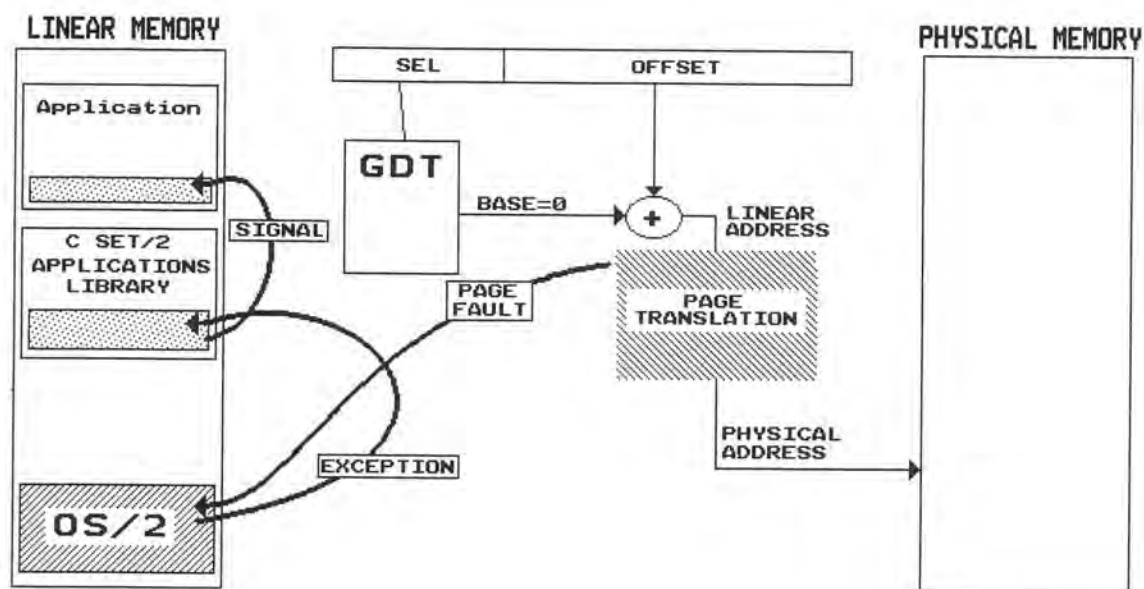 LINEAR MEMORY
PHYSICAL MEMORY
SEL
OFFSET
Application
GDT
BASE=0
+
LINEAR
ADDRESS
SIGNAL
C SET/2
APPLICATIONS
LIBRARY
PAGE
FAULT
PAGE
TRANSLATION
PHYSICAL
ADDRESS
EXCEPTION
OS/2